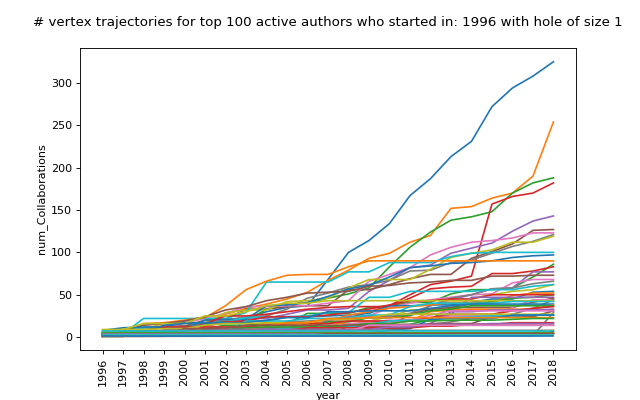 # vertex trajectories for top 100 active authors who started in: 1996 with hole of size 1
300
250
200
150
100
50
0
num_Collaborations
1996 1997 1998 1999 2000 2001 2002 2003 2004 2005 2006 2007 2008 2009 2010 2011 2012 2013 2014 2015 2016 2017 2018
year